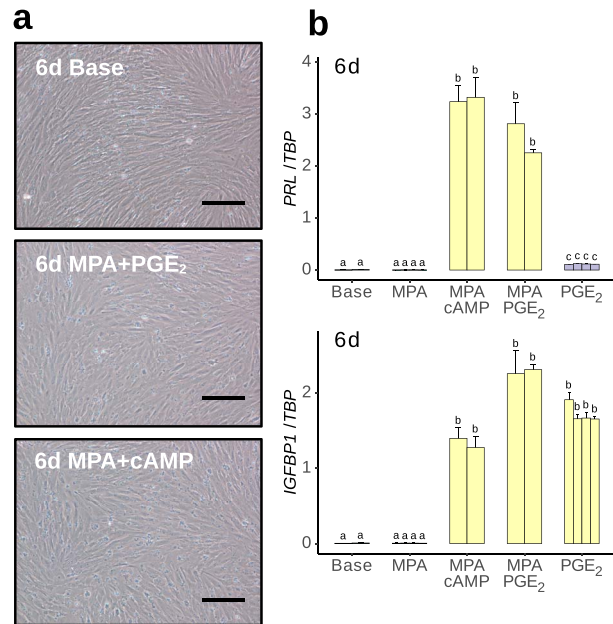 a
6d Base
6d MPA+PGE₂
6d MPA+cAMP
b
6d
PRL / TBP
4
3
2
1
0
a a a a a a b b b b c c c c
Base MPA MPA cAMP MPA PGE₂ PGE₂
6d
IGFBP1 / TBP
2
1
0
a a a a a a b b b b b b b b
Base MPA MPA cAMP MPA PGE₂ PGE₂